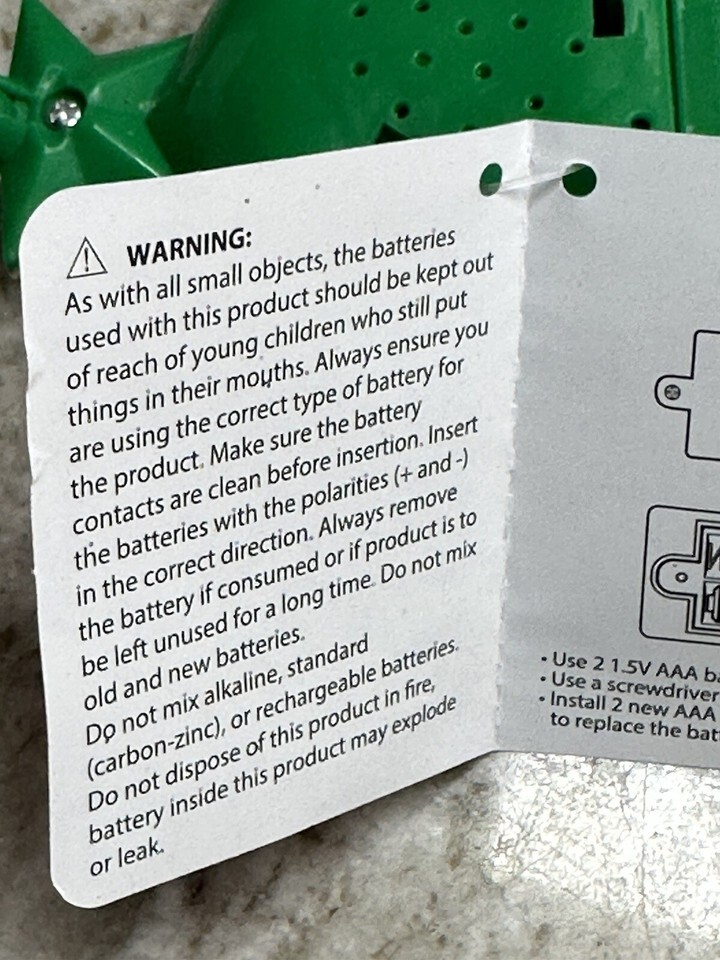 WARNING:
As with all small objects, the batteries
used with this product should be kept out
of reach of young children who still put
things in their mouths. Always ensure you
are using the correct type of battery for
the product. Make sure the battery
contacts are clean before insertion. Insert
the batteries with the polarities (+ and -)
in the correct direction. Always remove
the battery if consumed or if product is to
be left unused for a long time. Do not mix
old and new batteries.
Do not mix alkaline, standard
(carbon-zinc), or rechargeable batteries.
Do not dispose of this product in fire,
battery inside this product may explode
or leak.
• Use 2 1.5V AAA ba
• Use a screwdriver
• Install 2 new AAA
to replace the bat